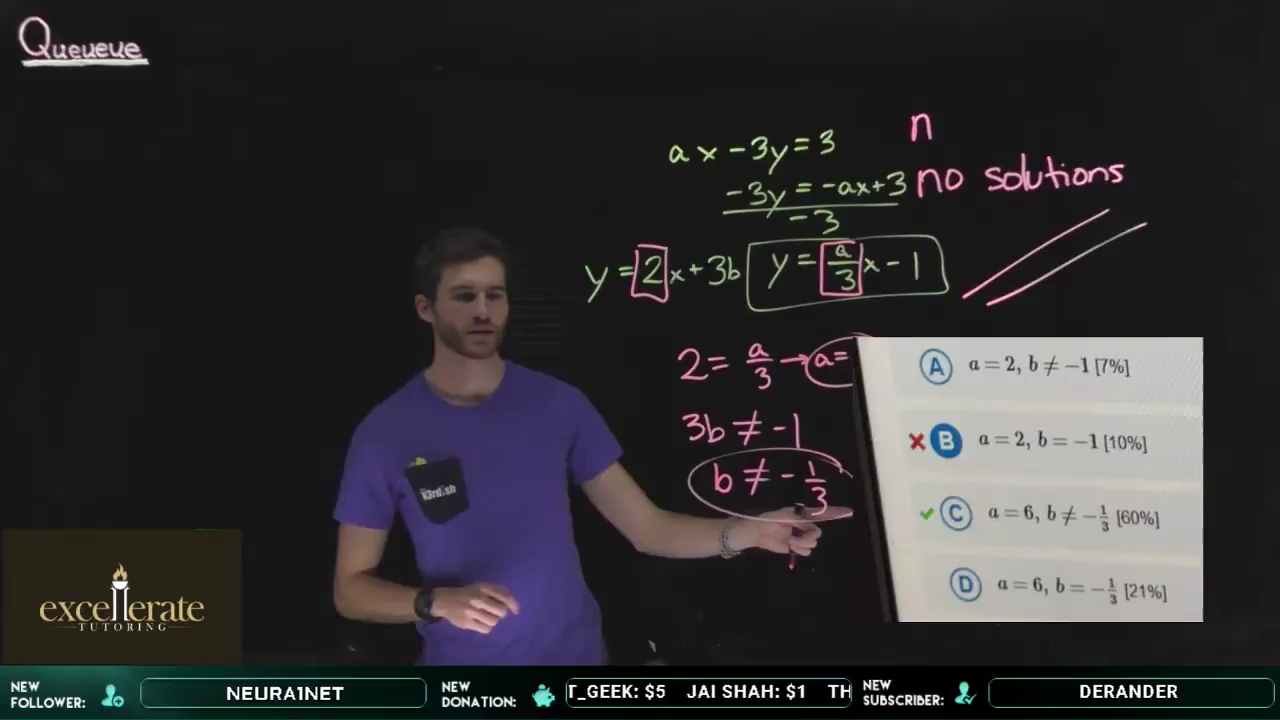 Queueue
n
ax - 3y = 3
-3y = -ax + 3
-3
no solutions
y = 2x + 3b
y = a/3 x - 1
2 = a/3 → a =
3b ≠ -1
b ≠ -1/3
A a = 2, b ≠ -1 [7%]
B a = 2, b = -1 [10%]
C a = 6, b ≠ -1/3 [60%]
D a = 6, b = -1/3 [21%]
excellerate
TUTORING
NEW FOLLOWER:
NEURA1NET
NEW DONATION:
T_GEEK: $5 JAI SHAH: $1 TH
NEW SUBSCRIBER:
DERANDER